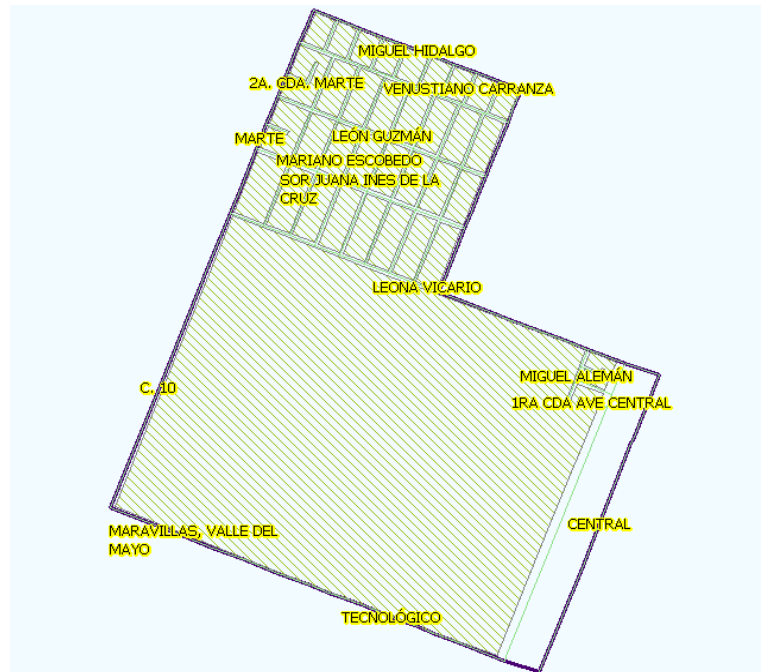 MIGUEL HIDALGO
2A. CDA. MARTE
VENUSTIANO CARRANZA
LEÓN GUZMÁN
MARTE
MARIANO ESCOBEDO
SOR JUANA INES DE LA
CRUZ
LEONA VICARIO
MIGUEL ALEMÁN
C. 10
1RA CDA AVE CENTRAL
CENTRAL
MARAVILLAS, VALLE DEL
MAYO
TECNOLÓGICO